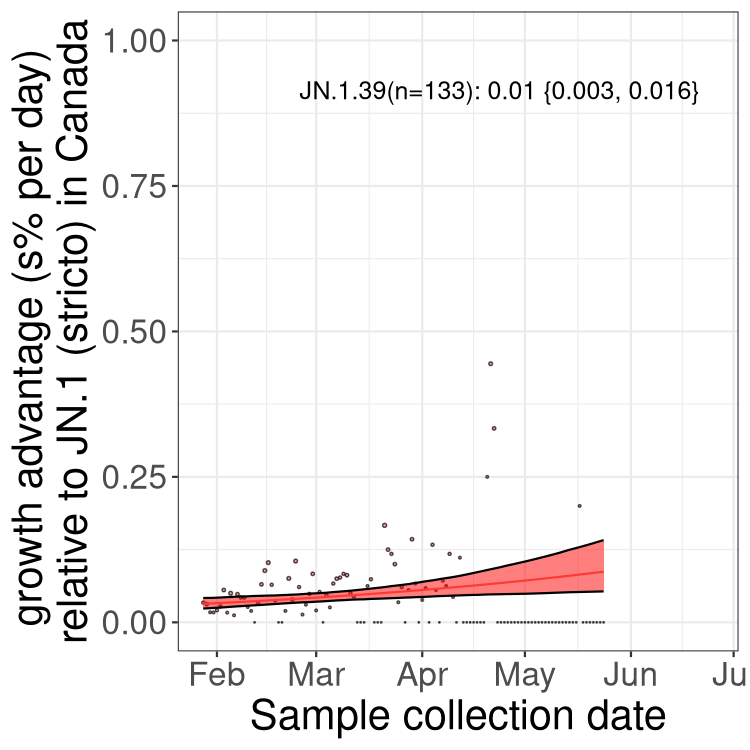 growth advantage (s% per day)
relative to JN.1 (stricto) in Canada
1.00
0.75
0.50
0.25
0.00
JN.1.39(n=133): 0.01 {0.003, 0.016}
Feb Mar Apr May Jun Ju
Sample collection date